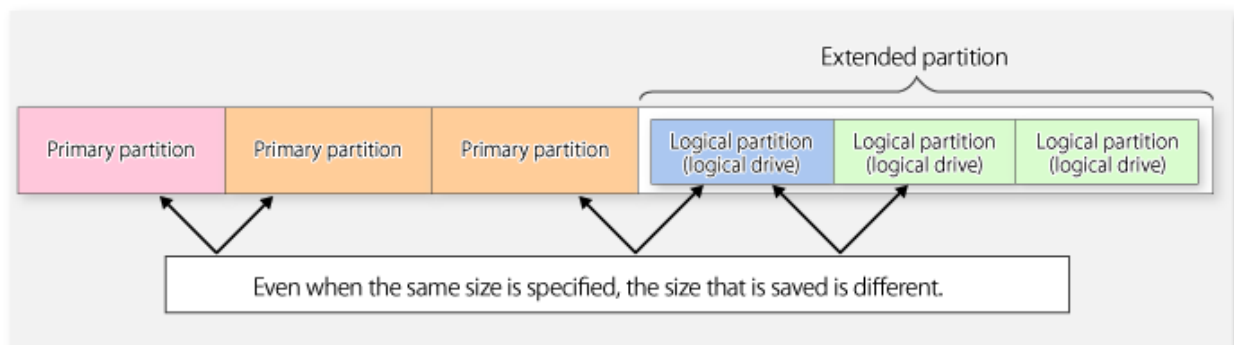 Extended partition
Primary partition
Primary partition
Primary partition
Logical partition
(logical drive)
Logical partition
(logical drive)
Logical partition
(logical drive)
Even when the same size is specified, the size that is saved is different.